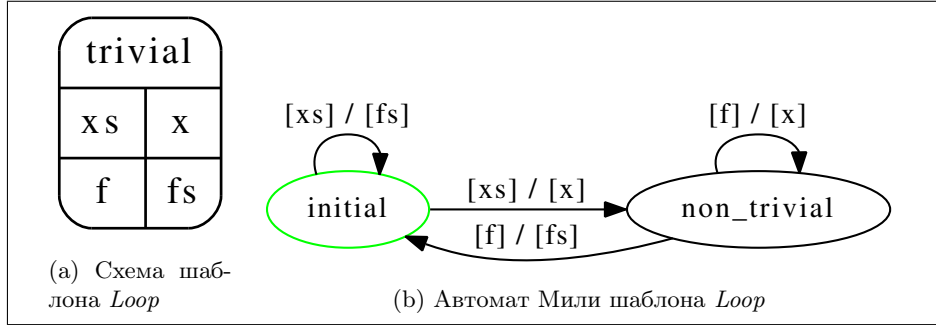 trivial
xs x
f fs
[xs] / [fs]
[f] / [x]
initial
[xs] / [x]
non_trivial
[f] / [fs]
(a) Схема шаб-
лона Loop
(b) Автомат Мили шаблона Loop